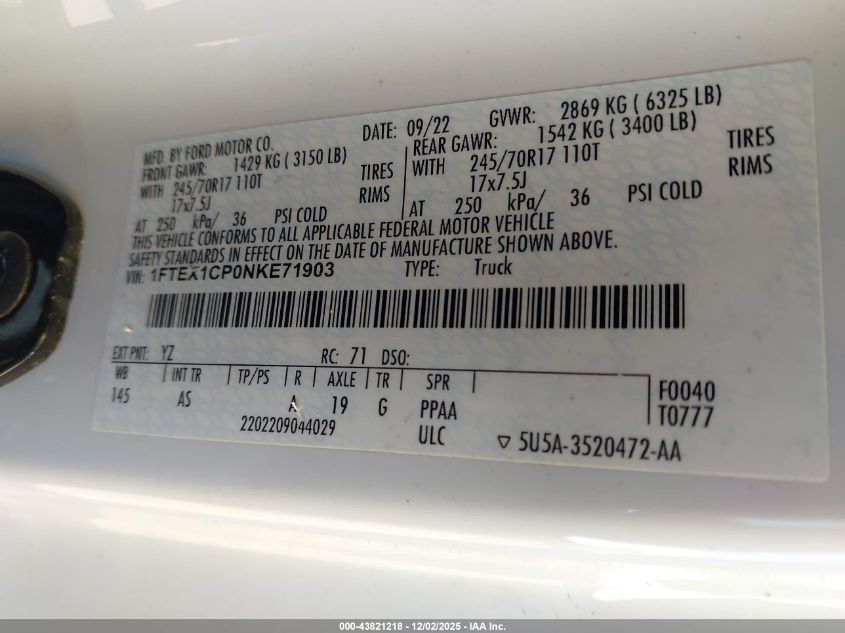 MFD. BY FORD MOTOR CO. DATE: 09/22 GVWR: 2869 KG ( 6325 LB)
FRONT GAWR: 1429 KG ( 3150 LB) REAR GAWR: 1542 KG ( 3400 LB)
WITH 245/70R17 110T TIRES WITH 245/70R17 110T TIRES
17x7.5J RIMS 17x7.5J RIMS
AT 250 kPa/ 36 PSI COLD AT 250 kPa/ 36 PSI COLD
THIS VEHICLE CONFORMS TO ALL APPLICABLE FEDERAL MOTOR VEHICLE
SAFETY STANDARDS IN EFFECT ON THE DATE OF MANUFACTURE SHOWN ABOVE.
VIN: 1FTEX1CP0NKE71903 TYPE: Truck
EXT PNT: YZ RC: 71 DSO:
WB INT TR TP/PS R AXLE TR SPR F0040
145 AS A 19 G PPAA T0777
2202209044029 ULC 5U5A-3520472-AA
000-43821218 - 12/02/2025 - IAA Inc.